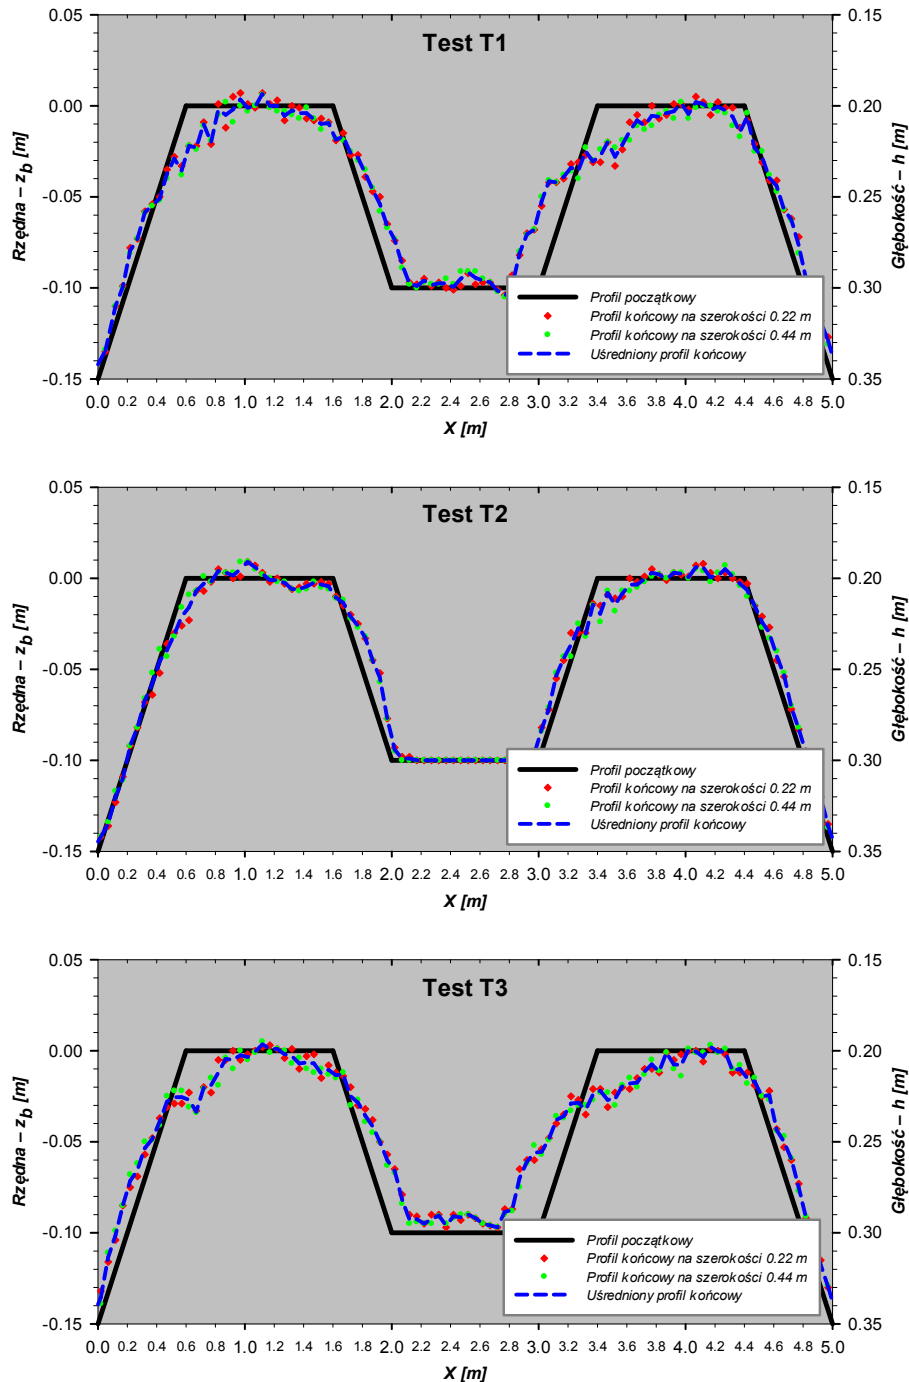 Test T1
0.05
0.00
-0.05
-0.10
-0.15
Rzędna – z_b [m]
0.15
0.20
0.25
0.30
0.35
Głębokość – h [m]
Profil początkowy
Profil końcowy na szerokości 0.22 m
Profil końcowy na szerokości 0.44 m
Uśredniony profil końcowy
0.0 0.2 0.4 0.6 0.8 1.0 1.2 1.4 1.6 1.8 2.0 2.2 2.4 2.6 2.8 3.0 3.2 3.4 3.6 3.8 4.0 4.2 4.4 4.6 4.8 5.0
X [m]
Test T2
0.05
0.00
-0.05
-0.10
-0.15
Rzędna – z_b [m]
0.15
0.20
0.25
0.30
0.35
Głębokość – h [m]
Profil początkowy
Profil końcowy na szerokości 0.22 m
Profil końcowy na szerokości 0.44 m
Uśredniony profil końcowy
0.0 0.2 0.4 0.6 0.8 1.0 1.2 1.4 1.6 1.8 2.0 2.2 2.4 2.6 2.8 3.0 3.2 3.4 3.6 3.8 4.0 4.2 4.4 4.6 4.8 5.0
X [m]
Test T3
0.05
0.00
-0.05
-0.10
-0.15
Rzędna – z_b [m]
0.15
0.20
0.25
0.30
0.35
Głębokość – h [m]
Profil początkowy
Profil końcowy na szerokości 0.22 m
Profil końcowy na szerokości 0.44 m
Uśredniony profil końcowy
0.0 0.2 0.4 0.6 0.8 1.0 1.2 1.4 1.6 1.8 2.0 2.2 2.4 2.6 2.8 3.0 3.2 3.4 3.6 3.8 4.0 4.2 4.4 4.6 4.8 5.0
X [m]